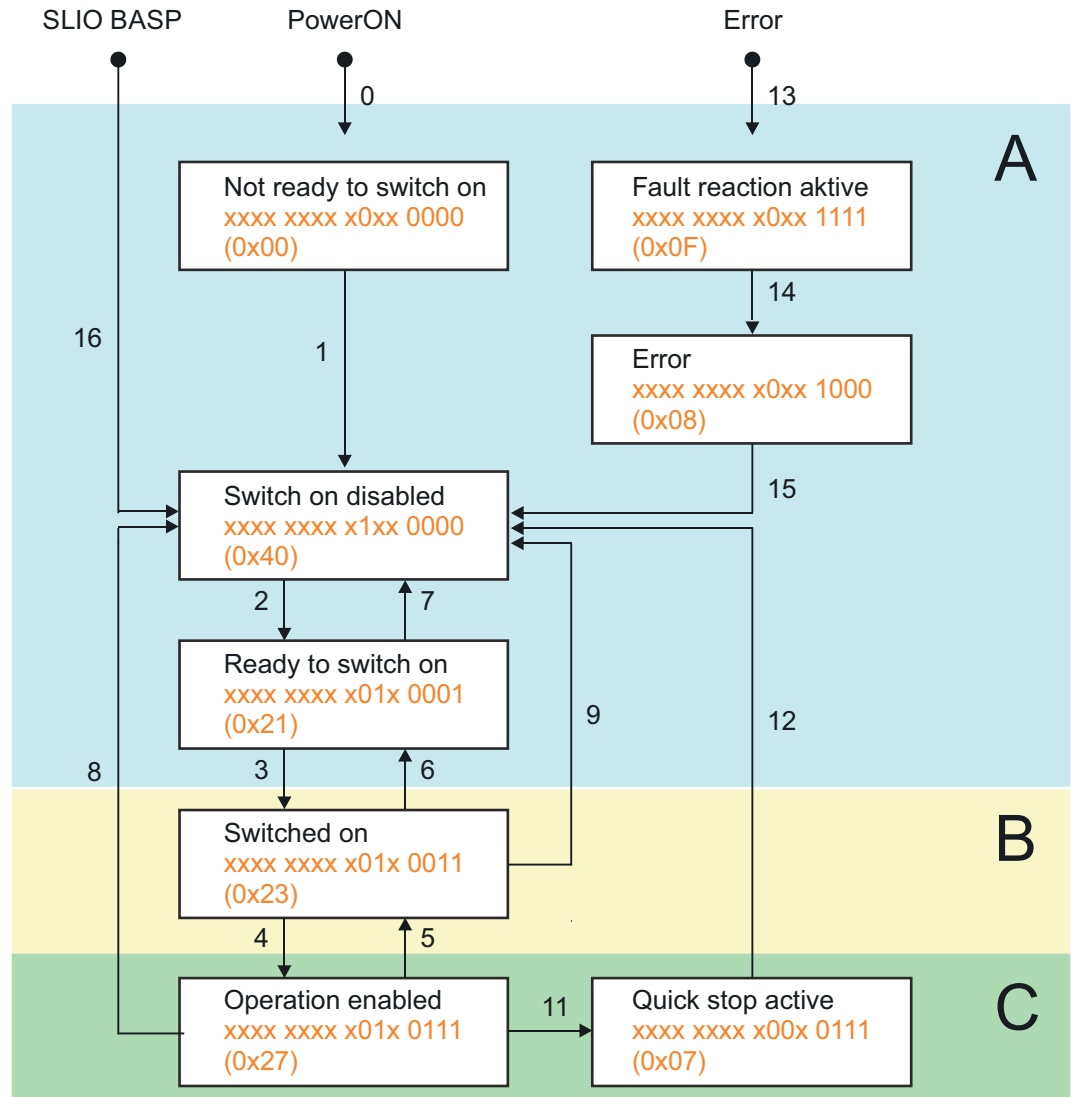 SLIO BASP
PowerON
Error
0
13
A
Not ready to switch on
xxxx xxxx x0xx 0000
(0x00)
Fault reaction aktive
xxxx xxxx x0xx 1111
(0x0F)
14
16
1
Error
xxxx xxxx x0xx 1000
(0x08)
15
Switch on disabled
xxxx xxxx x1xx 0000
(0x40)
2
7
Ready to switch on
xxxx xxxx x01x 0001
(0x21)
9
12
8
3
6
B
Switched on
xxxx xxxx x01x 0011
(0x23)
4
5
C
Operation enabled
xxxx xxxx x01x 0111
(0x27)
11
Quick stop active
xxxx xxxx x00x 0111
(0x07)